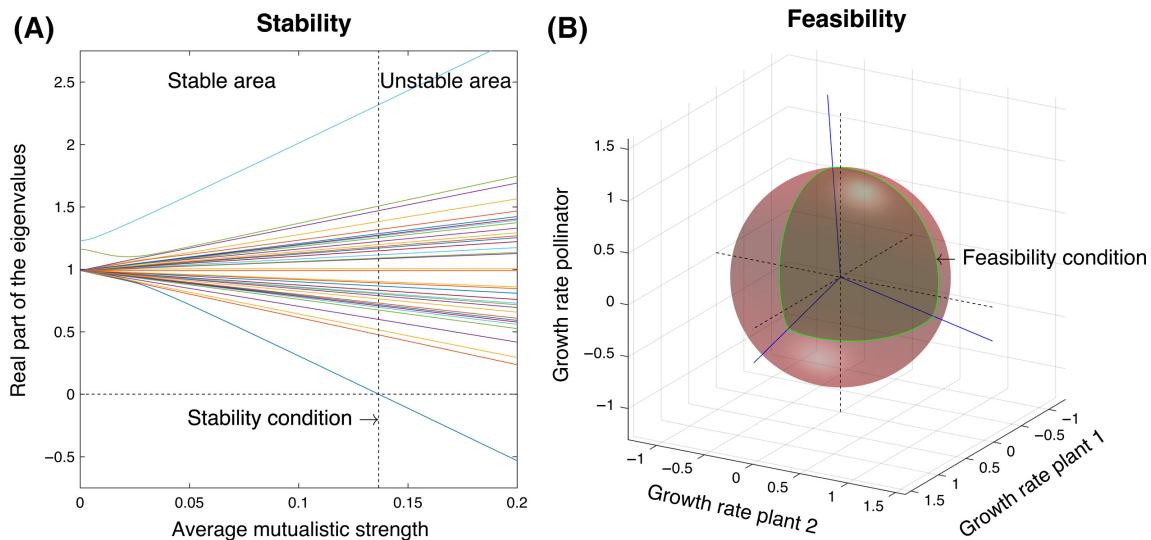 (A)
Stability
Stable area
Unstable area
Stability condition →
Real part of the eigenvalues
2.5
2
1.5
1
0.5
0
−0.5
0
0.05
0.1
0.15
0.2
Average mutualistic strength
(B)
Feasibility
← Feasibility condition
Growth rate pollinator
1.5
1
0.5
0
−0.5
−1
−1
−0.5
0
0.5
1
1.5
Growth rate plant 2
−1
−0.5
0
0.5
1
1.5
Growth rate plant 1